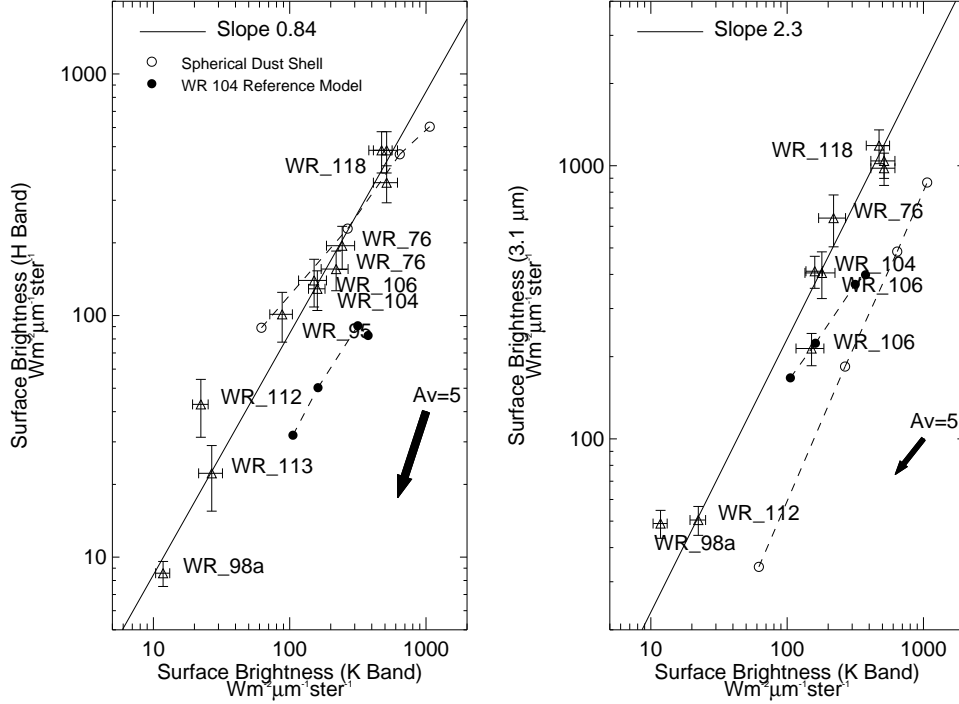 Slope 0.84
Spherical Dust Shell
WR 104 Reference Model
1000
100
10
WR_118
WR_76
WR_76
WR_106
WR_104
WR_95
WR_112
WR_113
WR_98a
Av=5
10 100 1000
Surface Brightness (K Band)
Wm⁻²μm⁻¹ster⁻¹
Surface Brightness (H Band)
Wm⁻²μm⁻¹ster⁻¹
Slope 2.3
1000
100
WR_118
WR_76
WR_104
WR_106
WR_106
WR_112
WR_98a
Av=5
10 100 1000
Surface Brightness (K Band)
Wm⁻²μm⁻¹ster⁻¹
Surface Brightness (3.1 μm)
Wm⁻²μm⁻¹ster⁻¹